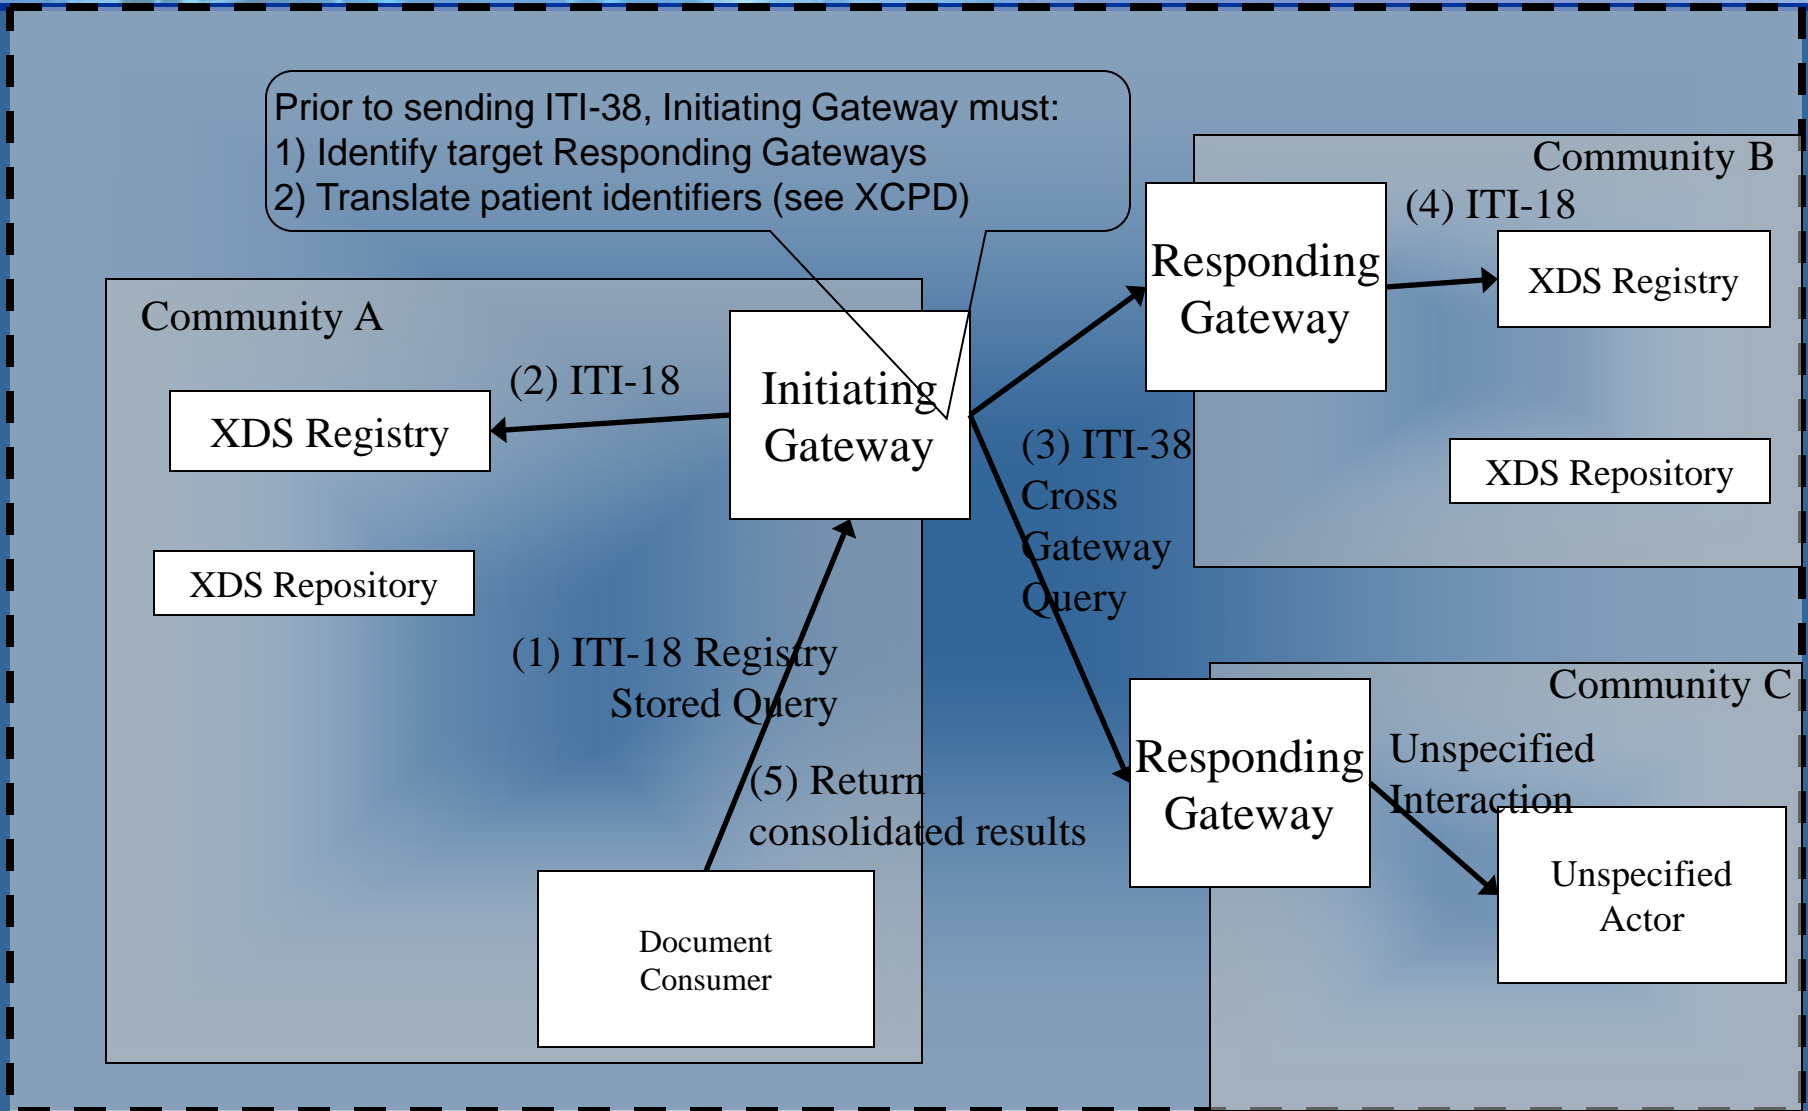 Prior to sending ITI-38, Initiating Gateway must:
1) Identify target Responding Gateways
2) Translate patient identifiers (see XCPD)
Community A
XDS Registry
(2) ITI-18
Initiating
Gateway
XDS Repository
(1) ITI-18 Registry
Stored Query
(5) Return
consolidated results
Document
Consumer
(3) ITI-38
Cross
Gateway
Query
Community B
(4) ITI-18
Responding
Gateway
XDS Registry
XDS Repository
Community C
Responding
Gateway
Unspecified
Interaction
Unspecified
Actor